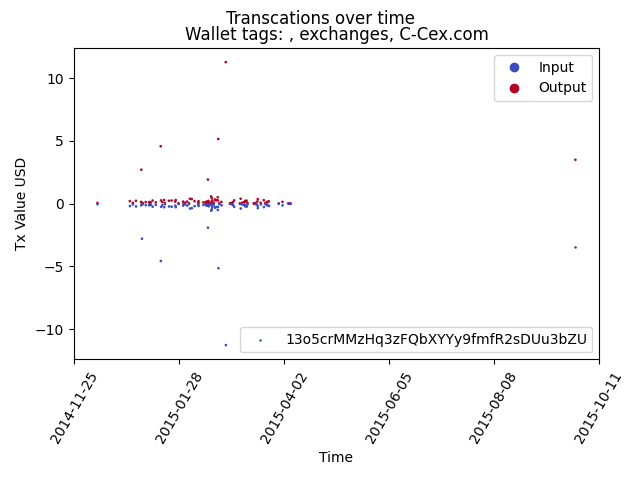 Transcations over time
Wallet tags: , exchanges, C-Cex.com
Input
Output
Tx Value USD
10
5
0
−5
−10
13o5crMMzHq3zFQbXYYy9fmfR2sDUu3bZU
2014-11-25
2015-01-28
2015-04-02
2015-06-05
2015-08-08
2015-10-11
Time